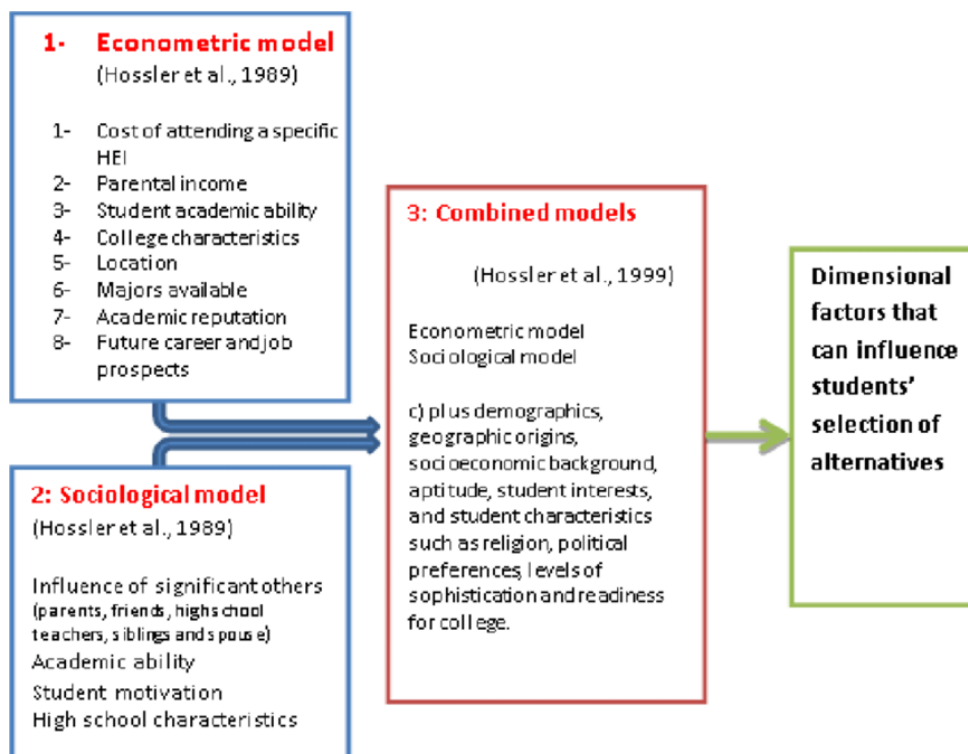 1- Econometric model
(Hossler et al., 1989)
1- Cost of attending a specific
HEI
2- Parental income
3- Student academic ability
4- College characteristics
5- Location
6- Majors available
7- Academic reputation
8- Future career and job
prospects
2: Sociological model
(Hossler et al., 1989)
Influence of significant others
(parents, friends, high school
teachers, siblings and spouse)
Academic ability
Student motivation
High school characteristics
3: Combined models
(Hossler et al., 1999)
Econometric model
Sociological model
c) plus demographics,
geographic origins,
socioeconomic background,
aptitude, student interests,
and student characteristics
such as religion, political
preferences, levels of
sophistication and readiness
for college.
Dimensional
factors that
can influence
students’
selection of
alternatives